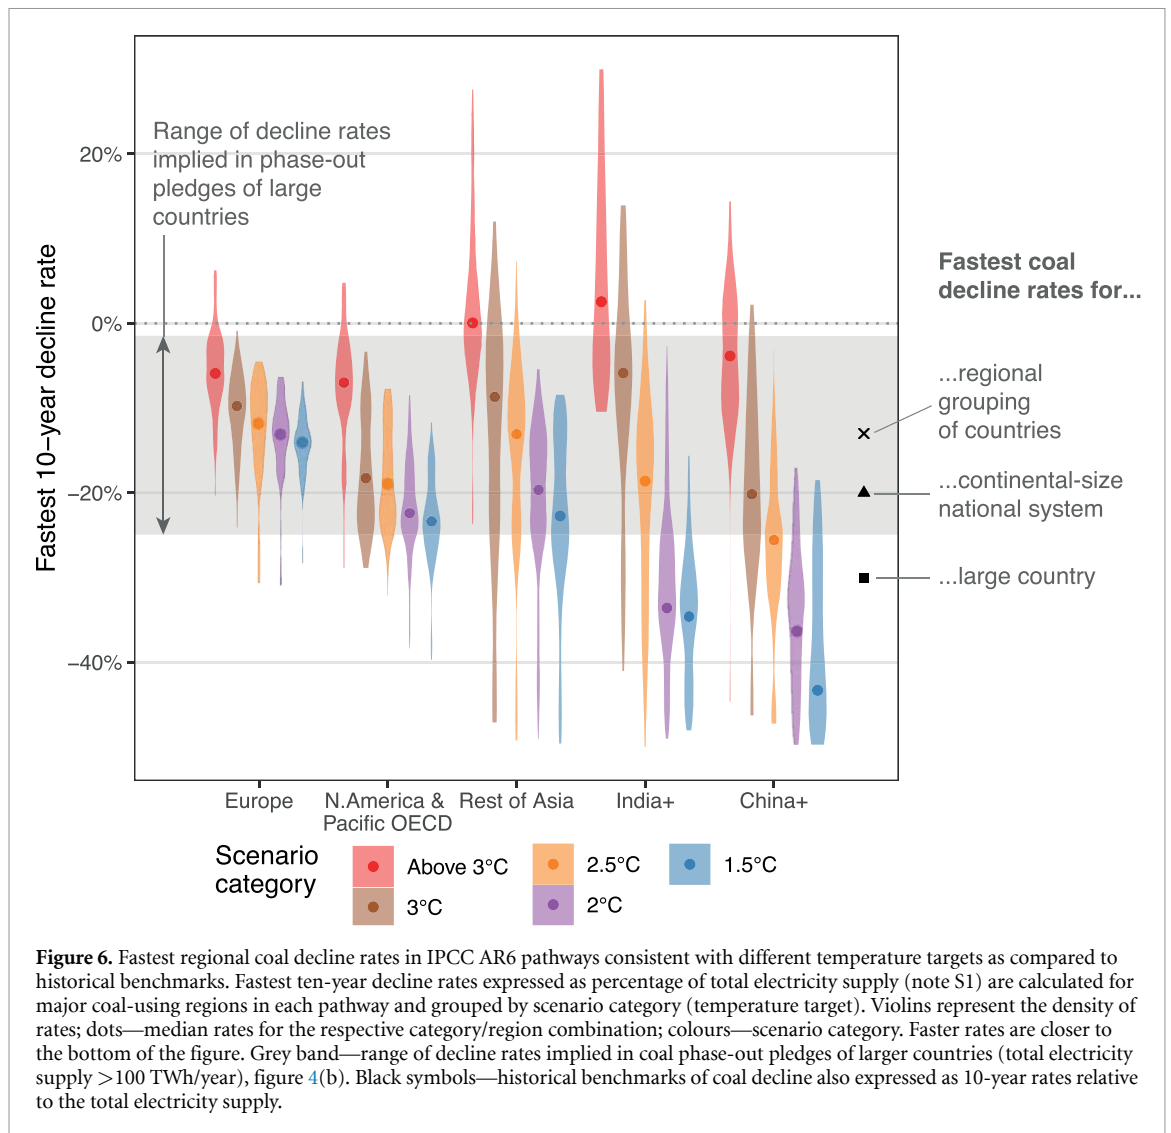 Range of decline rates
implied in phase-out
pledges of large
countries
20%
0%
−20%
−40%
Fastest 10−year decline rate
Fastest coal
decline rates for...
...regional
grouping
of countries
...continental-size
national system
...large country
Europe
N.America &
Pacific OECD
Rest of Asia
India+
China+
Scenario
category
Above 3°C
3°C
2.5°C
2°C
1.5°C
Figure 6. Fastest regional coal decline rates in IPCC AR6 pathways consistent with different temperature targets as compared to
historical benchmarks. Fastest ten-year decline rates expressed as percentage of total electricity supply (note S1) are calculated for
major coal-using regions in each pathway and grouped by scenario category (temperature target). Violins represent the density of
rates; dots—median rates for the respective category/region combination; colours—scenario category. Faster rates are closer to
the bottom of the figure. Grey band—range of decline rates implied in coal phase-out pledges of larger countries (total electricity
supply >100 TWh/year), figure 4(b). Black symbols—historical benchmarks of coal decline also expressed as 10-year rates relative
to the total electricity supply.